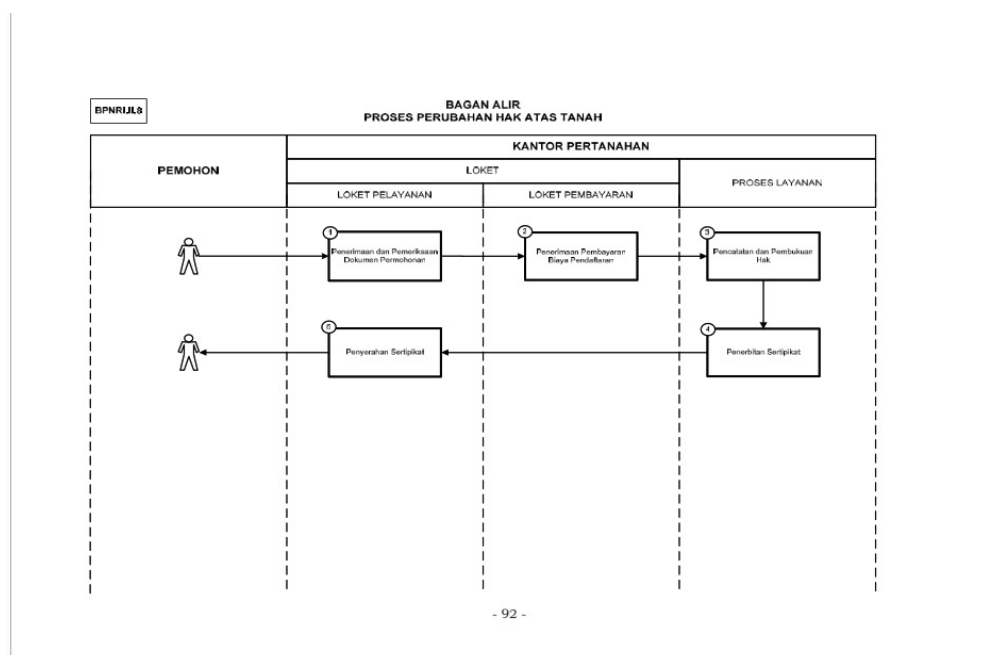 BPNRIJL8
BAGAN ALIR
PROSES PERUBAHAN HAK ATAS TANAH
PEMOHON
KANTOR PERTANAHAN
LOKET
PROSES LAYANAN
LOKET PELAYANAN
LOKET PEMBAYARAN
1
Penerimaan dan Pemeriksaan
Dokumen Permohonan
2
Penerimaan Pembayaran
Biaya Pendaftaran
3
Pencatatan dan Pembukuan
Hak
4
Penerbitan Sertipikat
Penyerahan Sertipikat
- 92 -